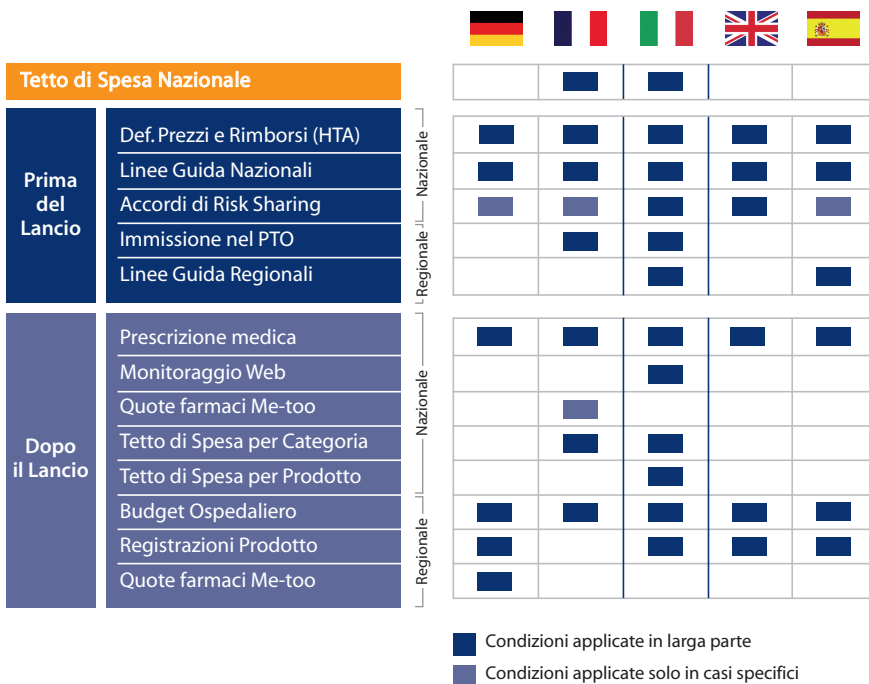 Tetto di Spesa Nazionale
Prima
del
Lancio
Def. Prezzi e Rimborsi (HTA)
Linee Guida Nazionali
Accordi di Risk Sharing
Immissione nel PTO
Linee Guida Regionali
Nazionale
Regionale
Dopo
il Lancio
Prescrizione medica
Monitoraggio Web
Quote farmaci Me-too
Tetto di Spesa per Categoria
Tetto di Spesa per Prodotto
Budget Ospedaliero
Registrazioni Prodotto
Quote farmaci Me-too
Nazionale
Regionale
Condizioni applicate in larga parte
Condizioni applicate solo in casi specifici